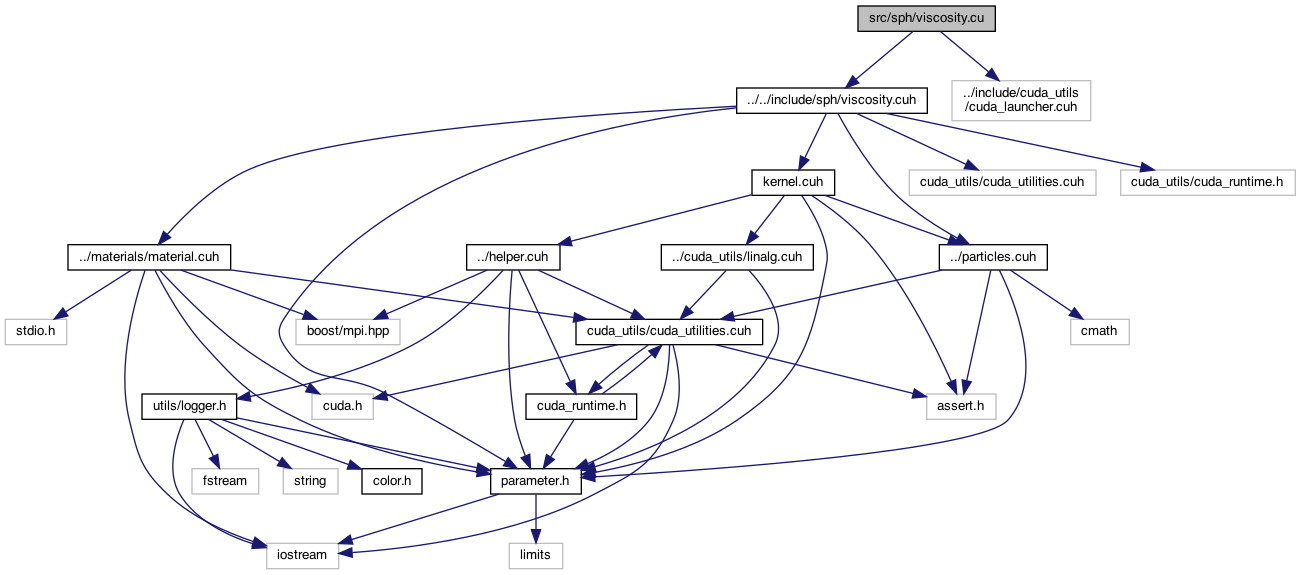 src/sph/viscosity.cu
../../include/sph/viscosity.cuh
../include/cuda_utils
/cuda_launcher.cuh
kernel.cuh
cuda_utils/cuda_utilities.cuh
cuda_utils/cuda_runtime.h
../materials/material.cuh
../helper.cuh
../cuda_utils/linalg.cuh
../particles.cuh
stdio.h
boost/mpi.hpp
cuda_utils/cuda_utilities.cuh
cmath
utils/logger.h
cuda.h
cuda_runtime.h
assert.h
fstream
string
color.h
parameter.h
iostream
limits